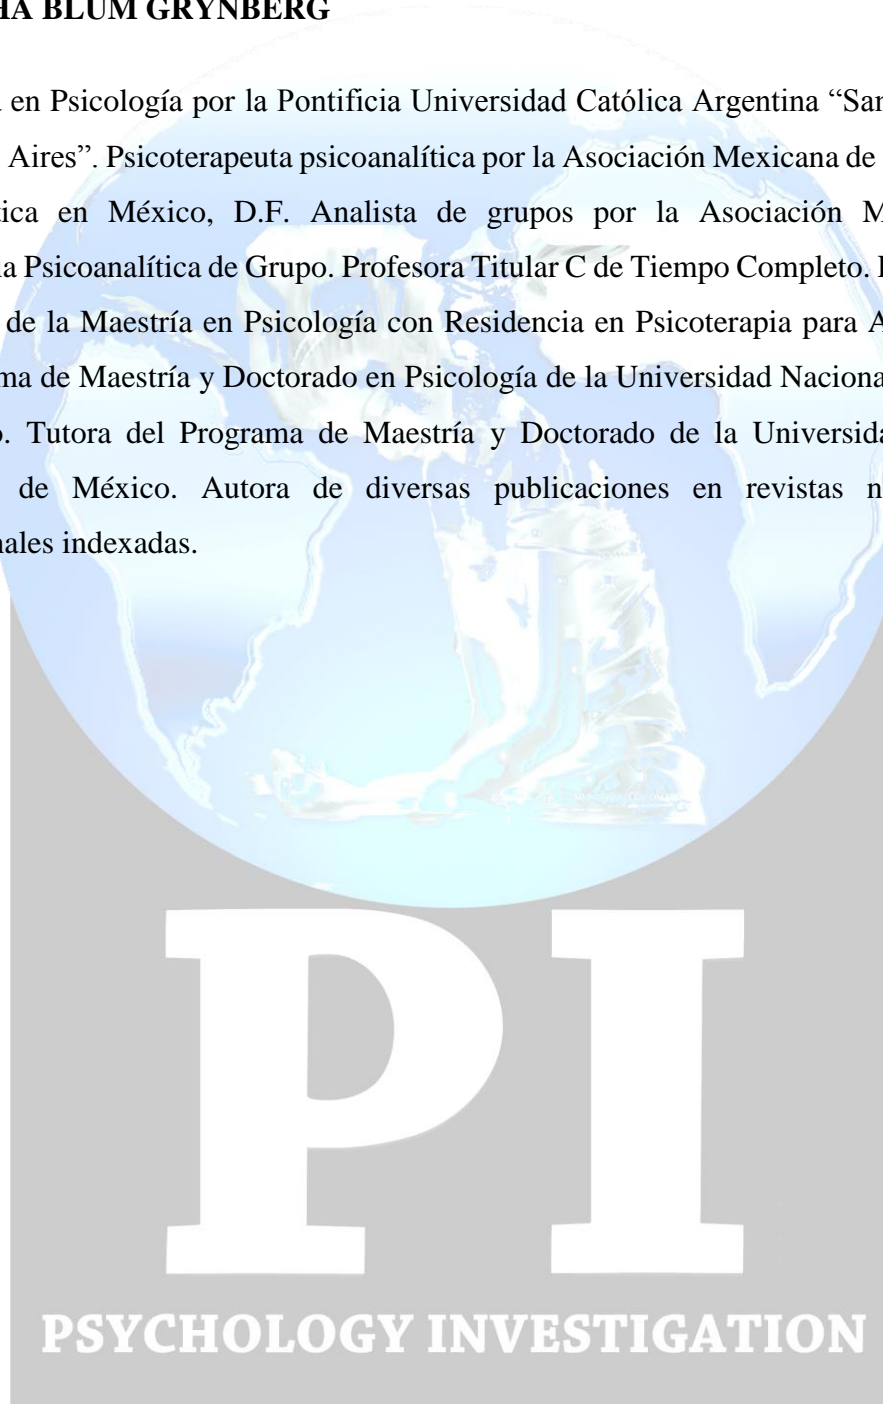 HA BLUM GRYNBERG
en Psicología por la Pontificia Universidad Católica Argentina “San
Aires”. Psicoterapeuta psicoanalítica por la Asociación Mexicana de
tica en México, D.F. Analista de grupos por la Asociación M
ia Psicoanalítica de Grupo. Profesora Titular C de Tiempo Completo.
de la Maestría en Psicología con Residencia en Psicoterapia para A
ma de Maestría y Doctorado en Psicología de la Universidad Naciona
o. Tutora del Programa de Maestría y Doctorado de la Universida
de México. Autora de diversas publicaciones en revistas n
nales indexadas.
PI
PSYCHOLOGY INVESTIGATION